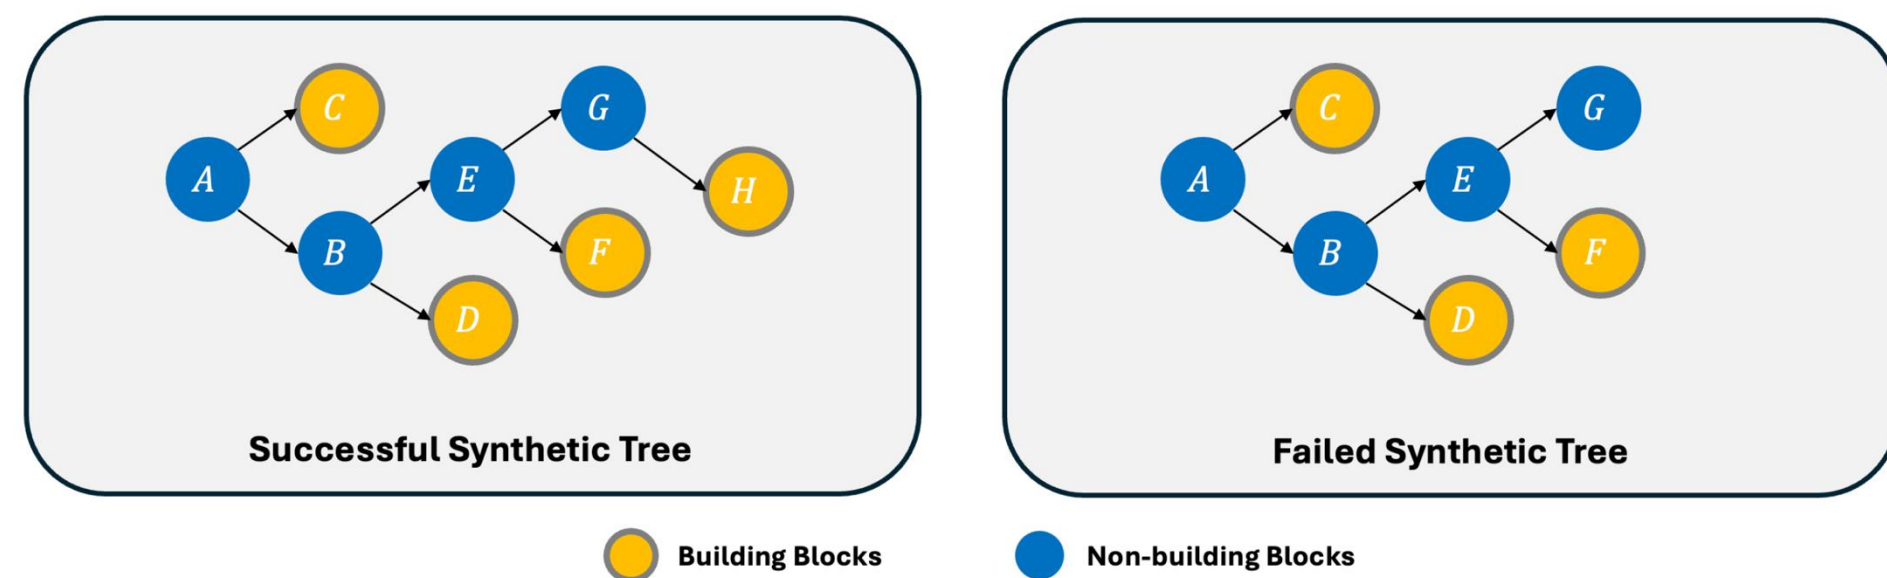 C
G
A
E
H
B
F
D
Successful Synthetic Tree
C
G
A
E
B
F
D
Failed Synthetic Tree
Building Blocks
Non-building Blocks